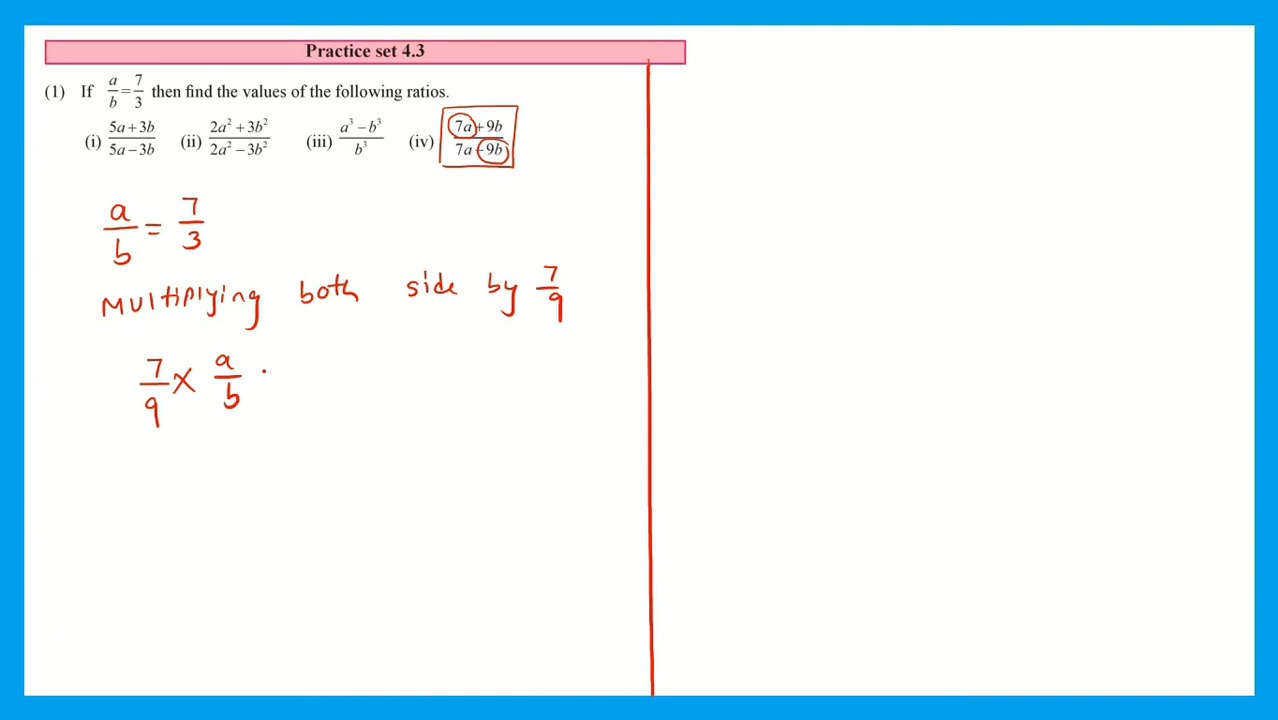 Practice set 4.3
(1) If a/b = 7/3 then find the values of the following ratios.
(i) 5a + 3b / 5a − 3b (ii) 2a² + 3b² / 2a² − 3b² (iii) a³ − b³ / b³ (iv) 7a + 9b / 7a − 9b
a/b = 7/3
Multiplying both side by 7/9
7/9 × a/b